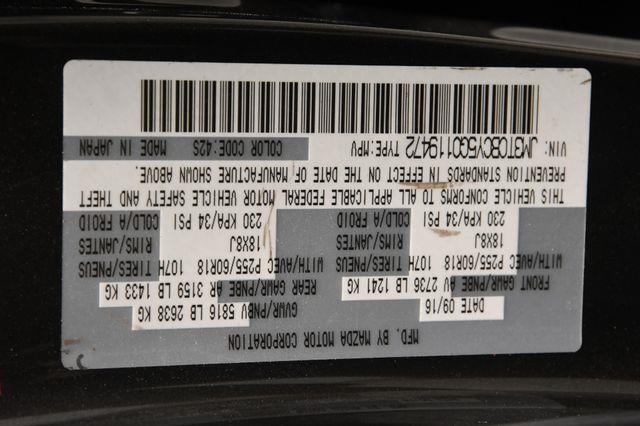 MFD. BY MAZDA MOTOR CORPORATION
DATE 09/16 GVWR/PNBV 5816 LB 2638 KG
FRONT GAWR/PNBE AV 2736 LB 1241 KG REAR GAWR/PNBE AR 3159 LB 1433 KG
WITH/AVEC P255/60R18 107H TIRES/PNEUS WITH/AVEC P255/60R18 107H TIRES/PNEUS
18X8J RIMS/JANTES 18X8J RIMS/JANTES
230 KPA/34 PSI COLD/A FROID 230 KPA/34 PSI COLD/A FROID
THIS VEHICLE CONFORMS TO ALL APPLICABLE FEDERAL MOTOR VEHICLE SAFETY AND THEFT
PREVENTION STANDARDS IN EFFECT ON THE DATE OF MANUFACTURE SHOWN ABOVE.
VIN: JM3TCBCY5G0119472 TYPE:MPV COLOR CODE:42S MADE IN JAPAN